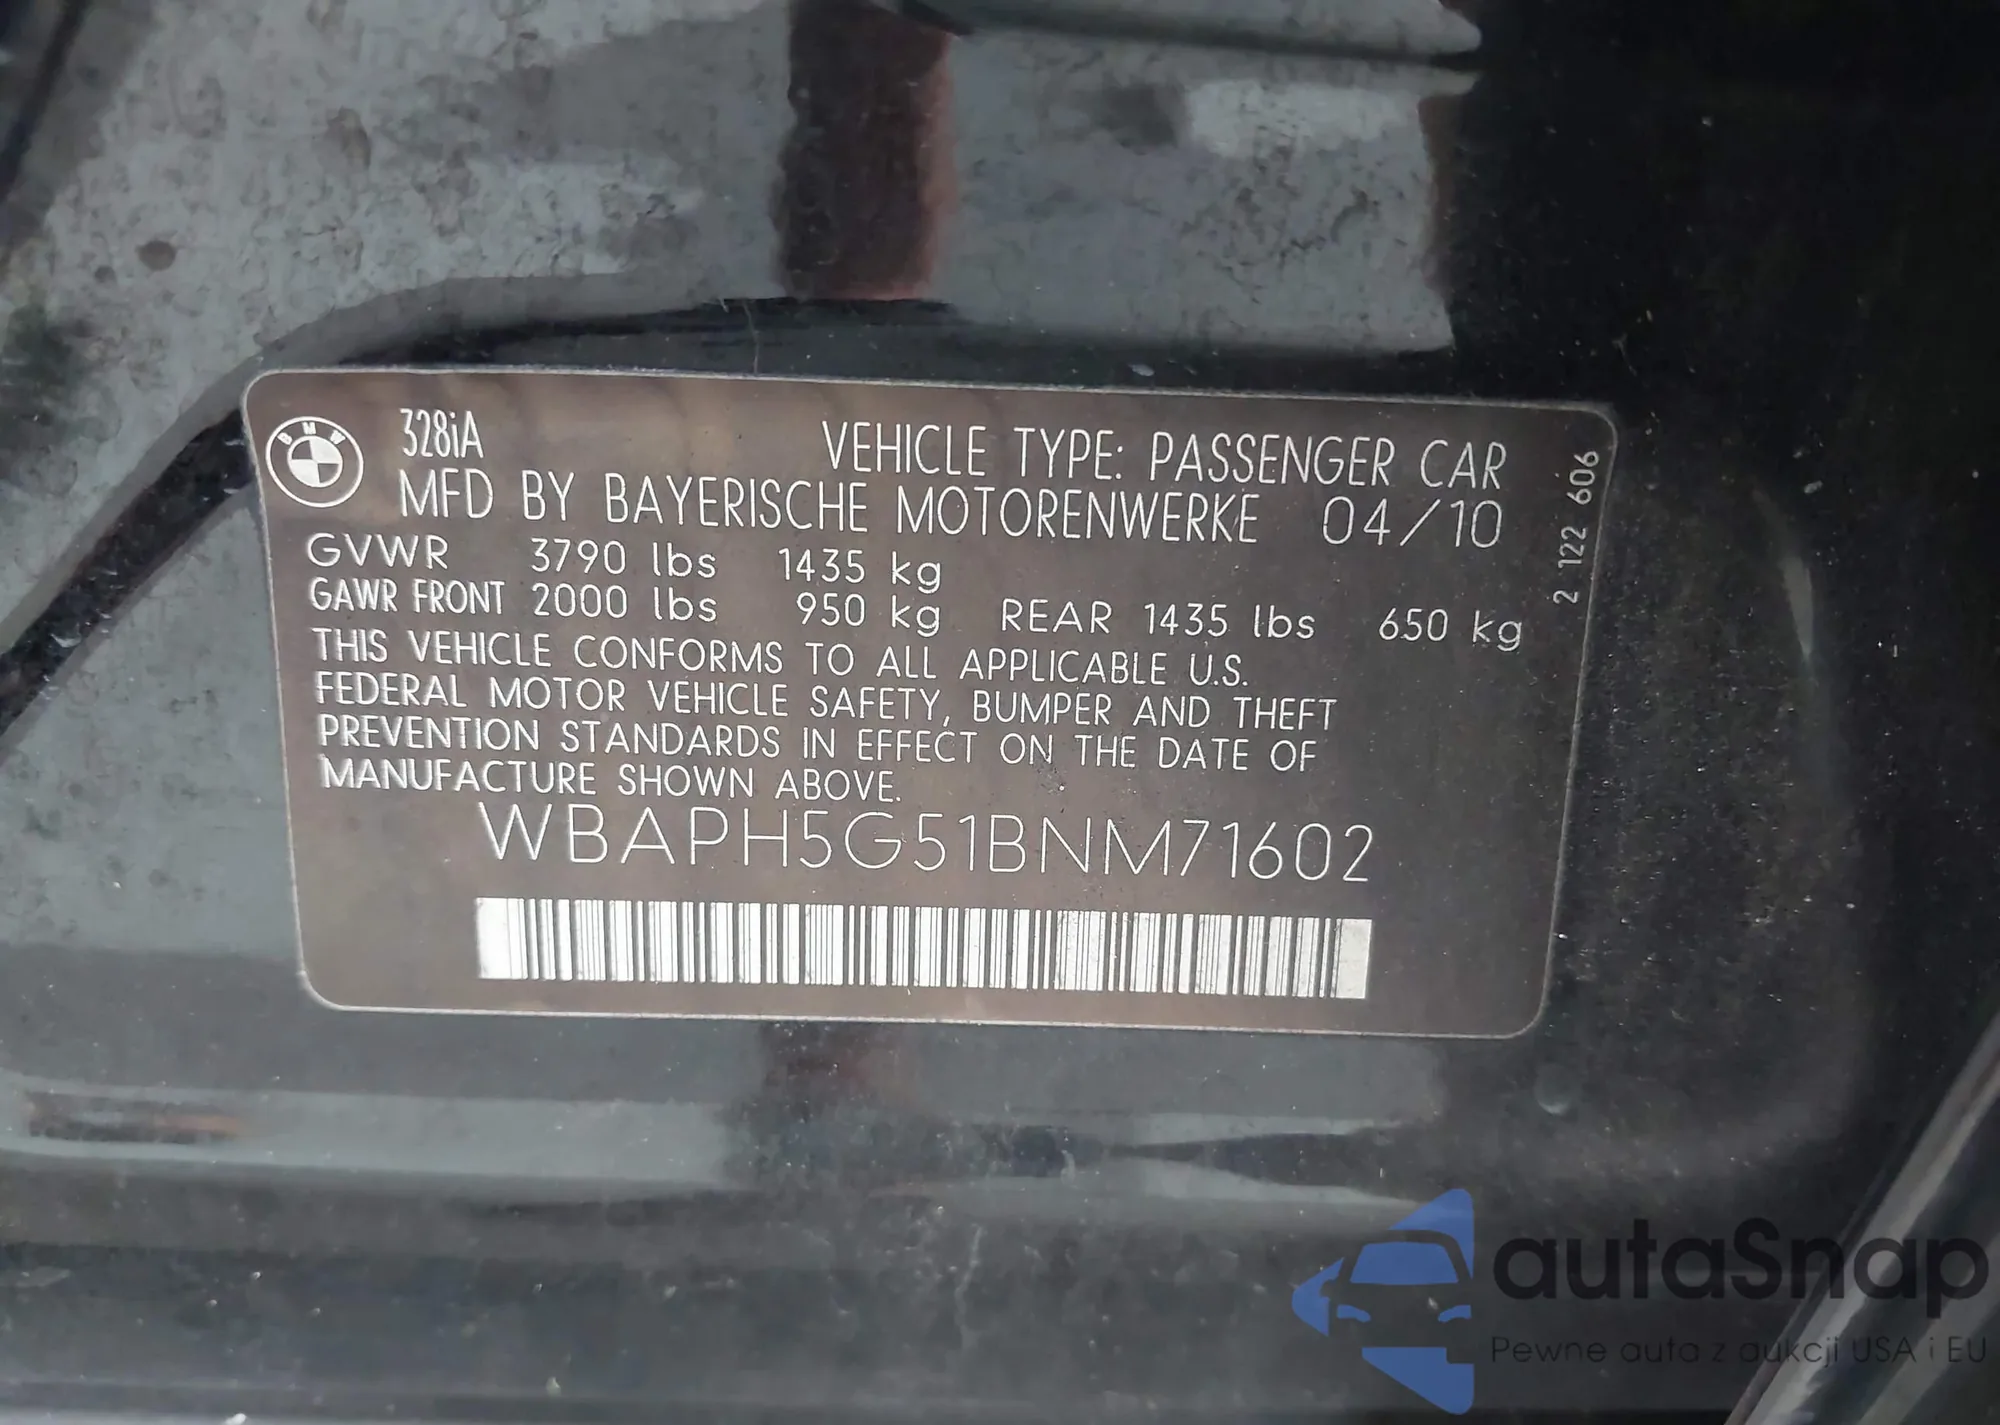 BMW
328iA
VEHICLE TYPE: PASSENGER CAR
MFD BY BAYERISCHE MOTORENWERKE 04/10
GVWR 3790 lbs 1435 kg
GAWR FRONT 2000 lbs 950 kg REAR 1435 lbs 650 kg
THIS VEHICLE CONFORMS TO ALL APPLICABLE U.S.
FEDERAL MOTOR VEHICLE SAFETY, BUMPER AND THEFT
PREVENTION STANDARDS IN EFFECT ON THE DATE OF
MANUFACTURE SHOWN ABOVE.
WBAPH5G51BNM71602
2 122 606
autaSnap
Pewne auta z aukcji USA i EU